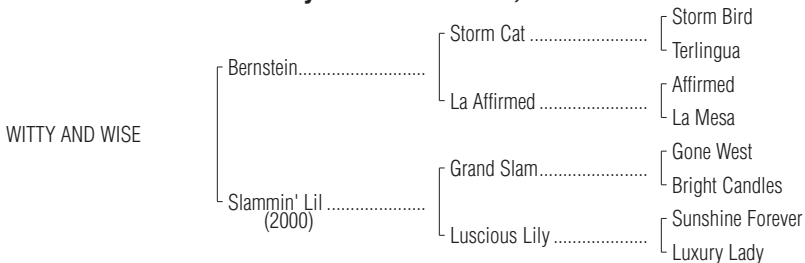 Storm Bird
Storm Cat ..........................
Terlingua
Bernstein............................
Affirmed
La Affirmed ........................
La Mesa
WITTY AND WISE
Gone West
Grand Slam........................
Bright Candles
Slammin' Lil ......................
(2000)
Sunshine Forever
Luscious Lily .....................
Luxury Lady